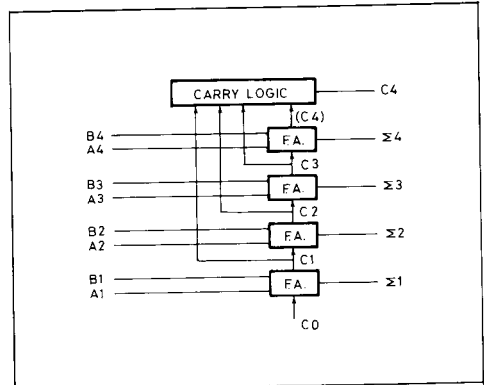 CARRY LOGIC C4
(C4)
B4
A4 F.A. Σ4
C3
B3
A3 F.A. Σ3
C2
B2
A2 F.A. Σ2
C1
B1
A1 F.A. Σ1
C0